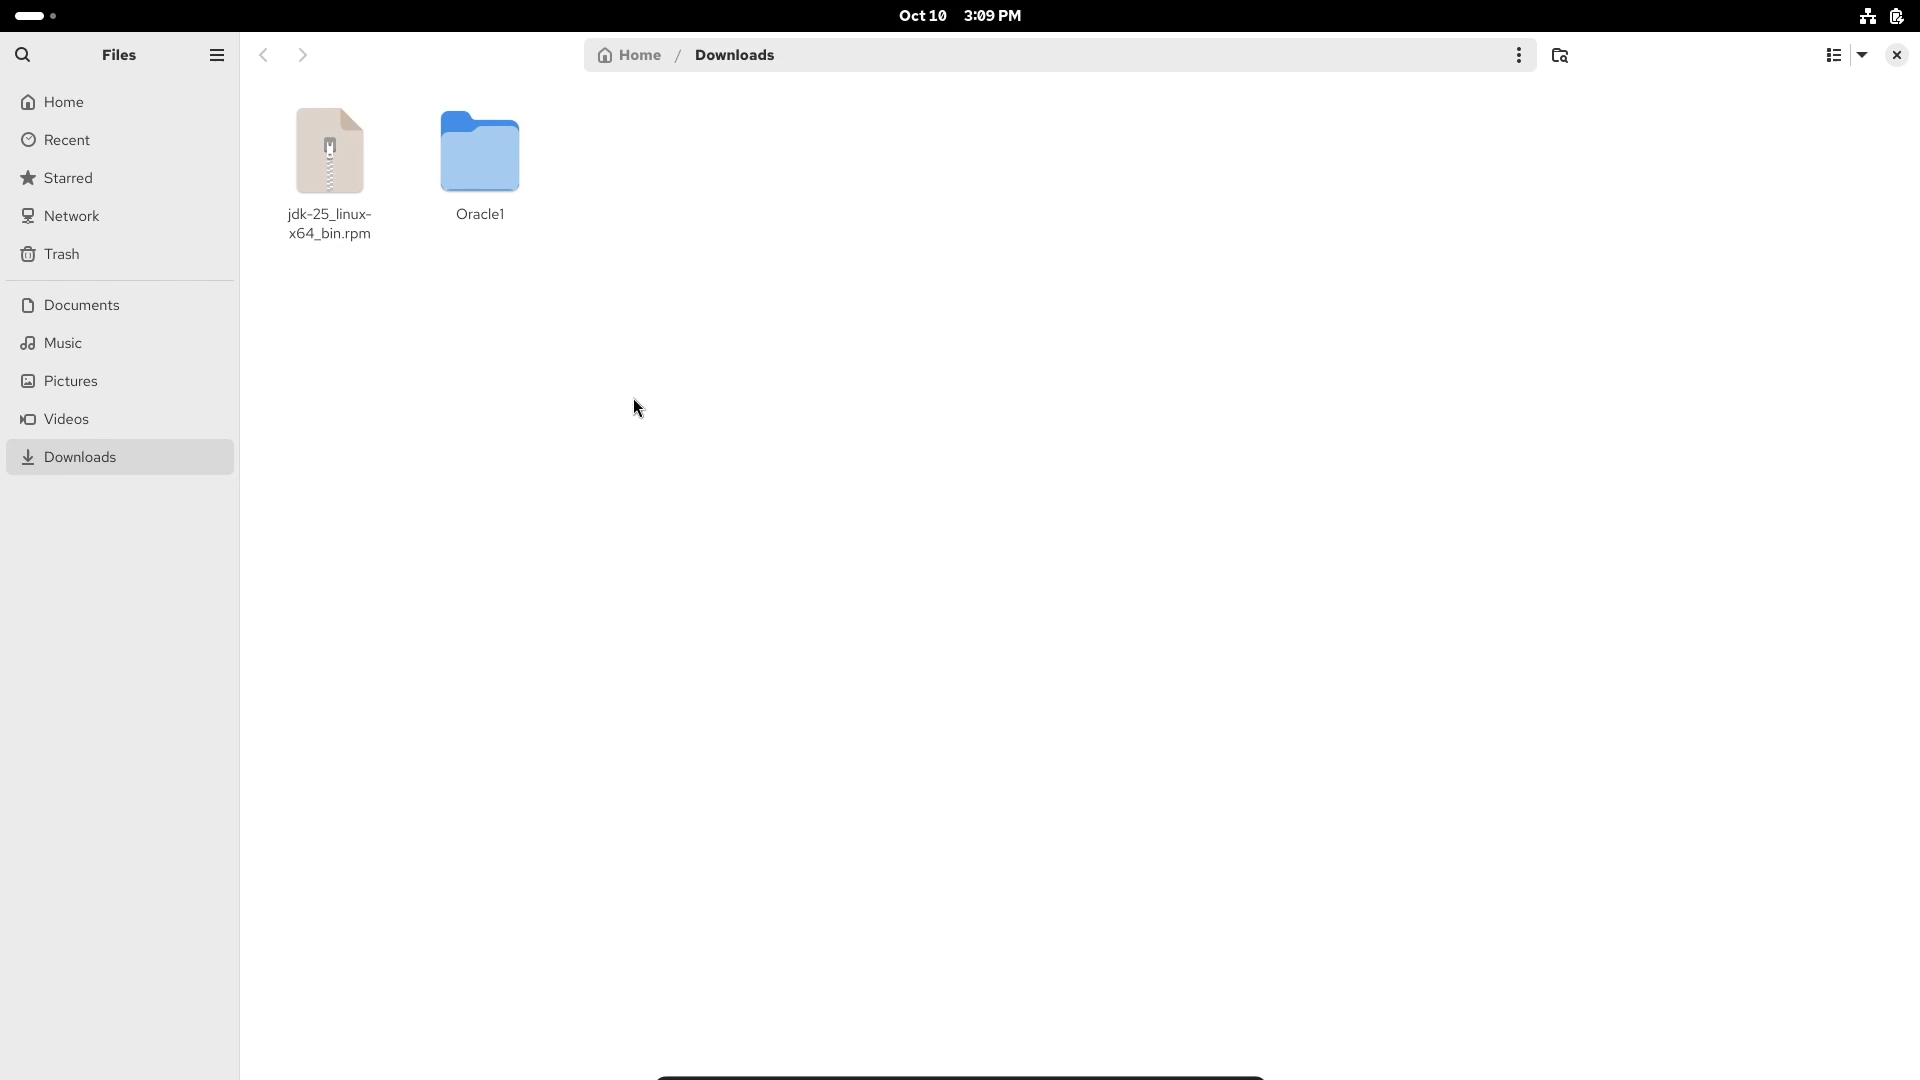 Oct 10 3:09 PM
Files
Home / Downloads
Home
Recent
Starred
Network
Trash
Documents
Music
Pictures
Videos
Downloads
jdk-25_linux-
x64_bin.rpm
Oracle1